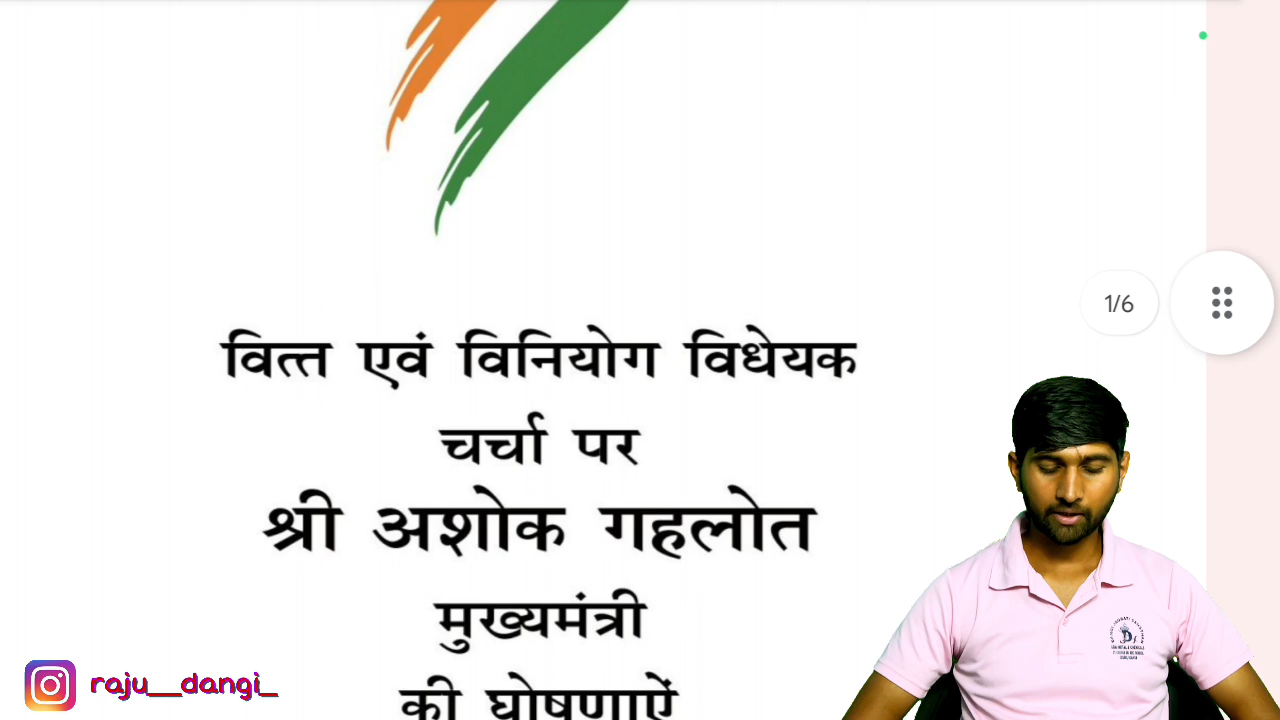 1/6
वित्त एवं विनियोग विधेयक
चर्चा पर
श्री अशोक गहलोत
मुख्यमंत्री
की घोषणाऐं
raju__dangi_